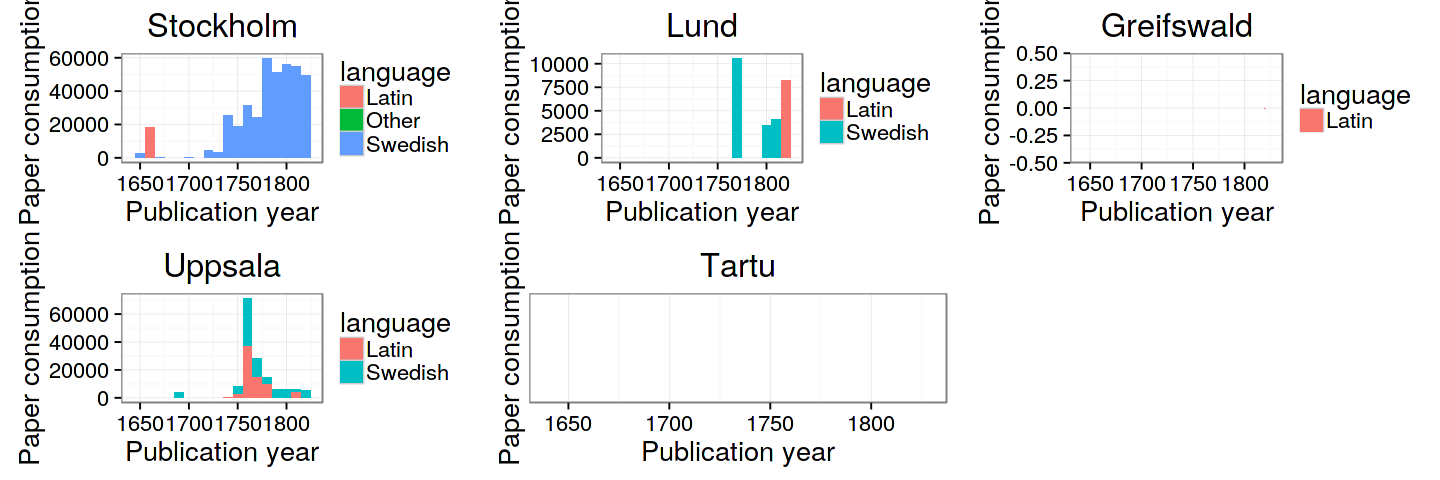 Stockholm
Paper consumption
60000
40000
20000
0
1650 1700 1750 1800
Publication year
language
Latin
Other
Swedish
Lund
Paper consumption
10000
7500
5000
2500
0
1650 1700 1750 1800
Publication year
language
Latin
Swedish
Greifswald
Paper consumption
0.50
0.25
0.00
-0.25
-0.50
1650 1700 1750 1800
Publication year
language
Latin
Uppsala
Paper consumption
60000
40000
20000
0
1650 1700 1750 1800
Publication year
language
Latin
Swedish
Tartu
Paper consumption
1650 1700 1750 1800
Publication year